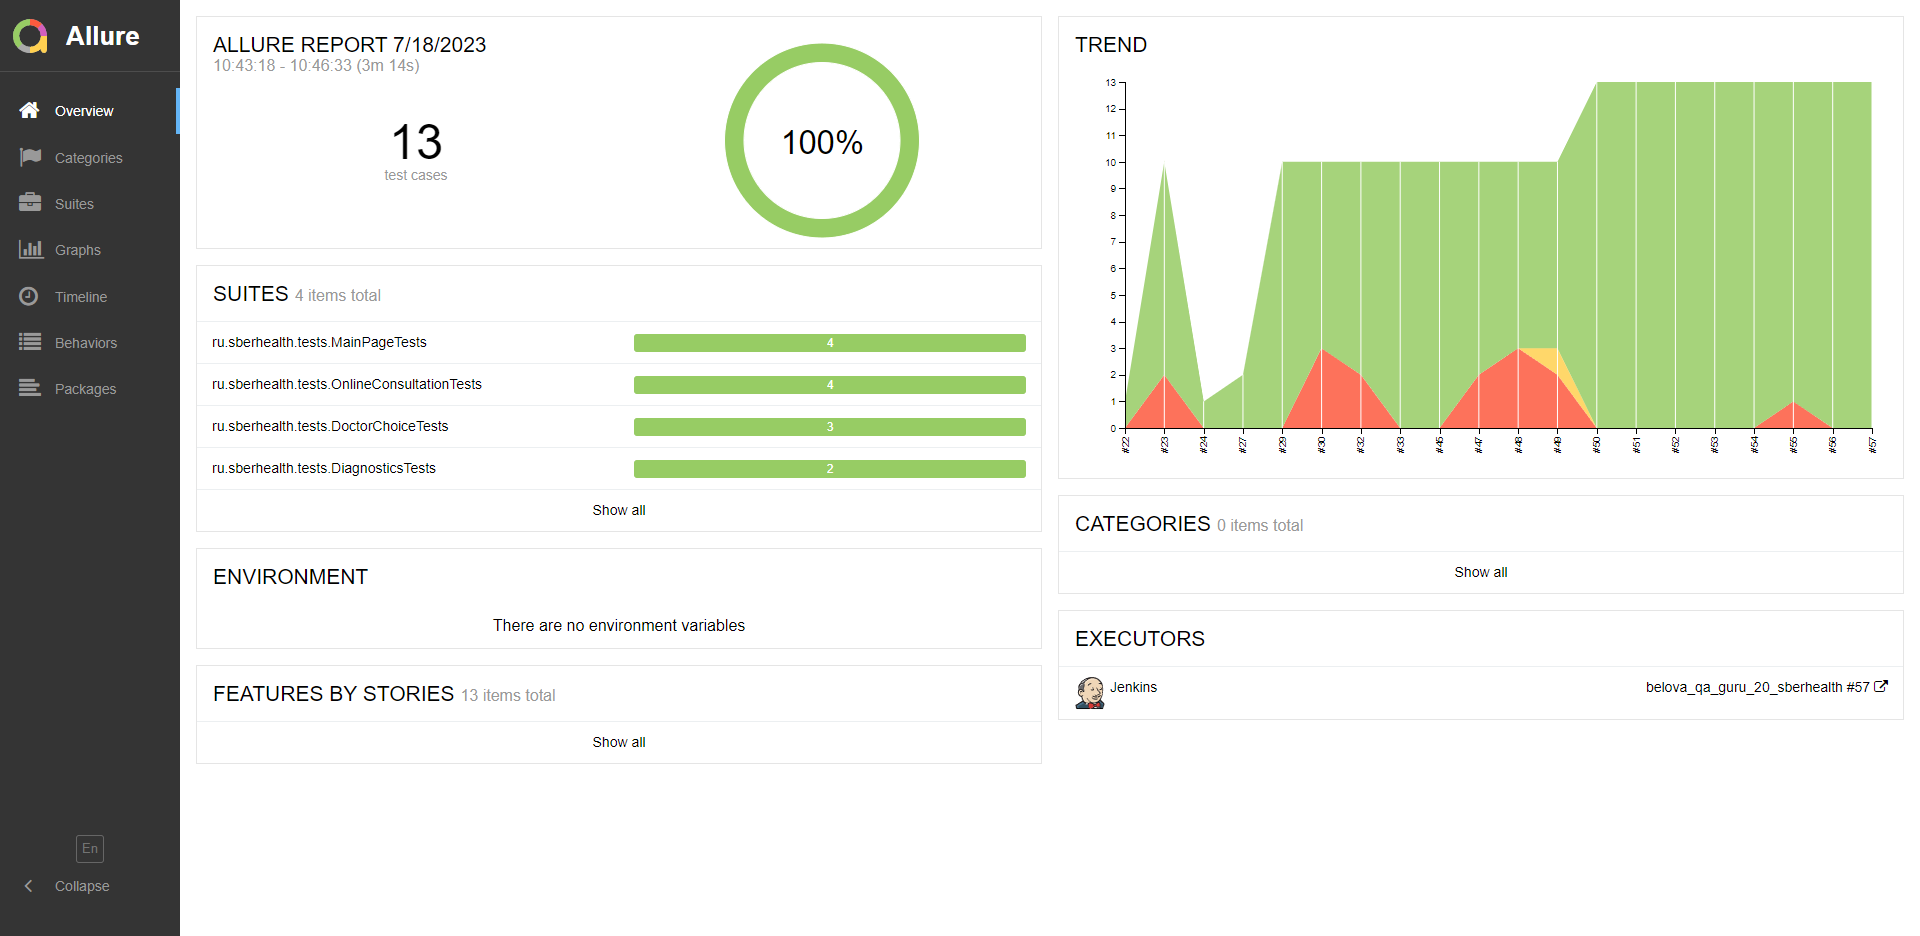 Allure
Overview
Categories
Suites
Graphs
Timeline
Behaviors
Packages
En
Collapse
ALLURE REPORT 7/18/2023
10:43:18 - 10:46:33 (3m 14s)
13
test cases
100%
SUITES 4 items total
ru.sberhealth.tests.MainPageTests 4
ru.sberhealth.tests.OnlineConsultationTests 4
ru.sberhealth.tests.DoctorChoiceTests 3
ru.sberhealth.tests.DiagnosticsTests 2
Show all
ENVIRONMENT
There are no environment variables
FEATURES BY STORIES 13 items total
Show all
TREND
13
12
11
10
9
8
7
6
5
4
3
2
1
0
#22 #23 #24 #27 #29 #30 #32 #33 #45 #47 #48 #49 #50 #51 #52 #53 #54 #55 #56 #57
CATEGORIES 0 items total
Show all
EXECUTORS
Jenkins belova_qa_guru_20_sberhealth #57